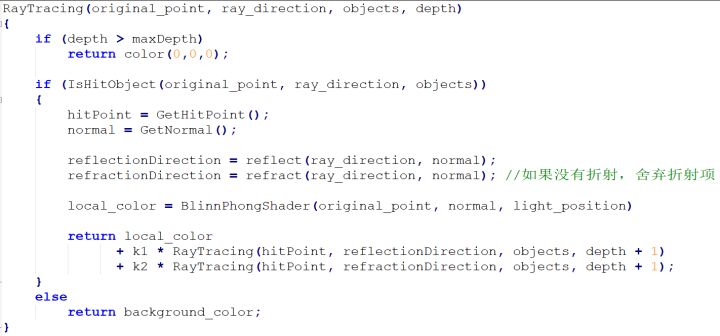 RayTracing(original_point, ray_direction, objects, depth)
{
    if (depth > maxDepth)
        return color(0,0,0);
    if (IsHitObject(original_point, ray_direction, objects))
    {
        hitPoint = GetHitPoint();
        normal = GetNormal();
        reflectionDirection = reflect(ray_direction, normal);
        refractionDirection = refract(ray_direction, normal); //如果没有折射，舍弃折射项
        local_color = BlinnPhongShader(original_point, normal, light_position)
        return local_color
              + k1 * RayTracing(hitPoint, reflectionDirection, objects, depth + 1)
              + k2 * RayTracing(hitPoint, refractionDirection, objects, depth + 1);
    }
    else
        return background_color;
}